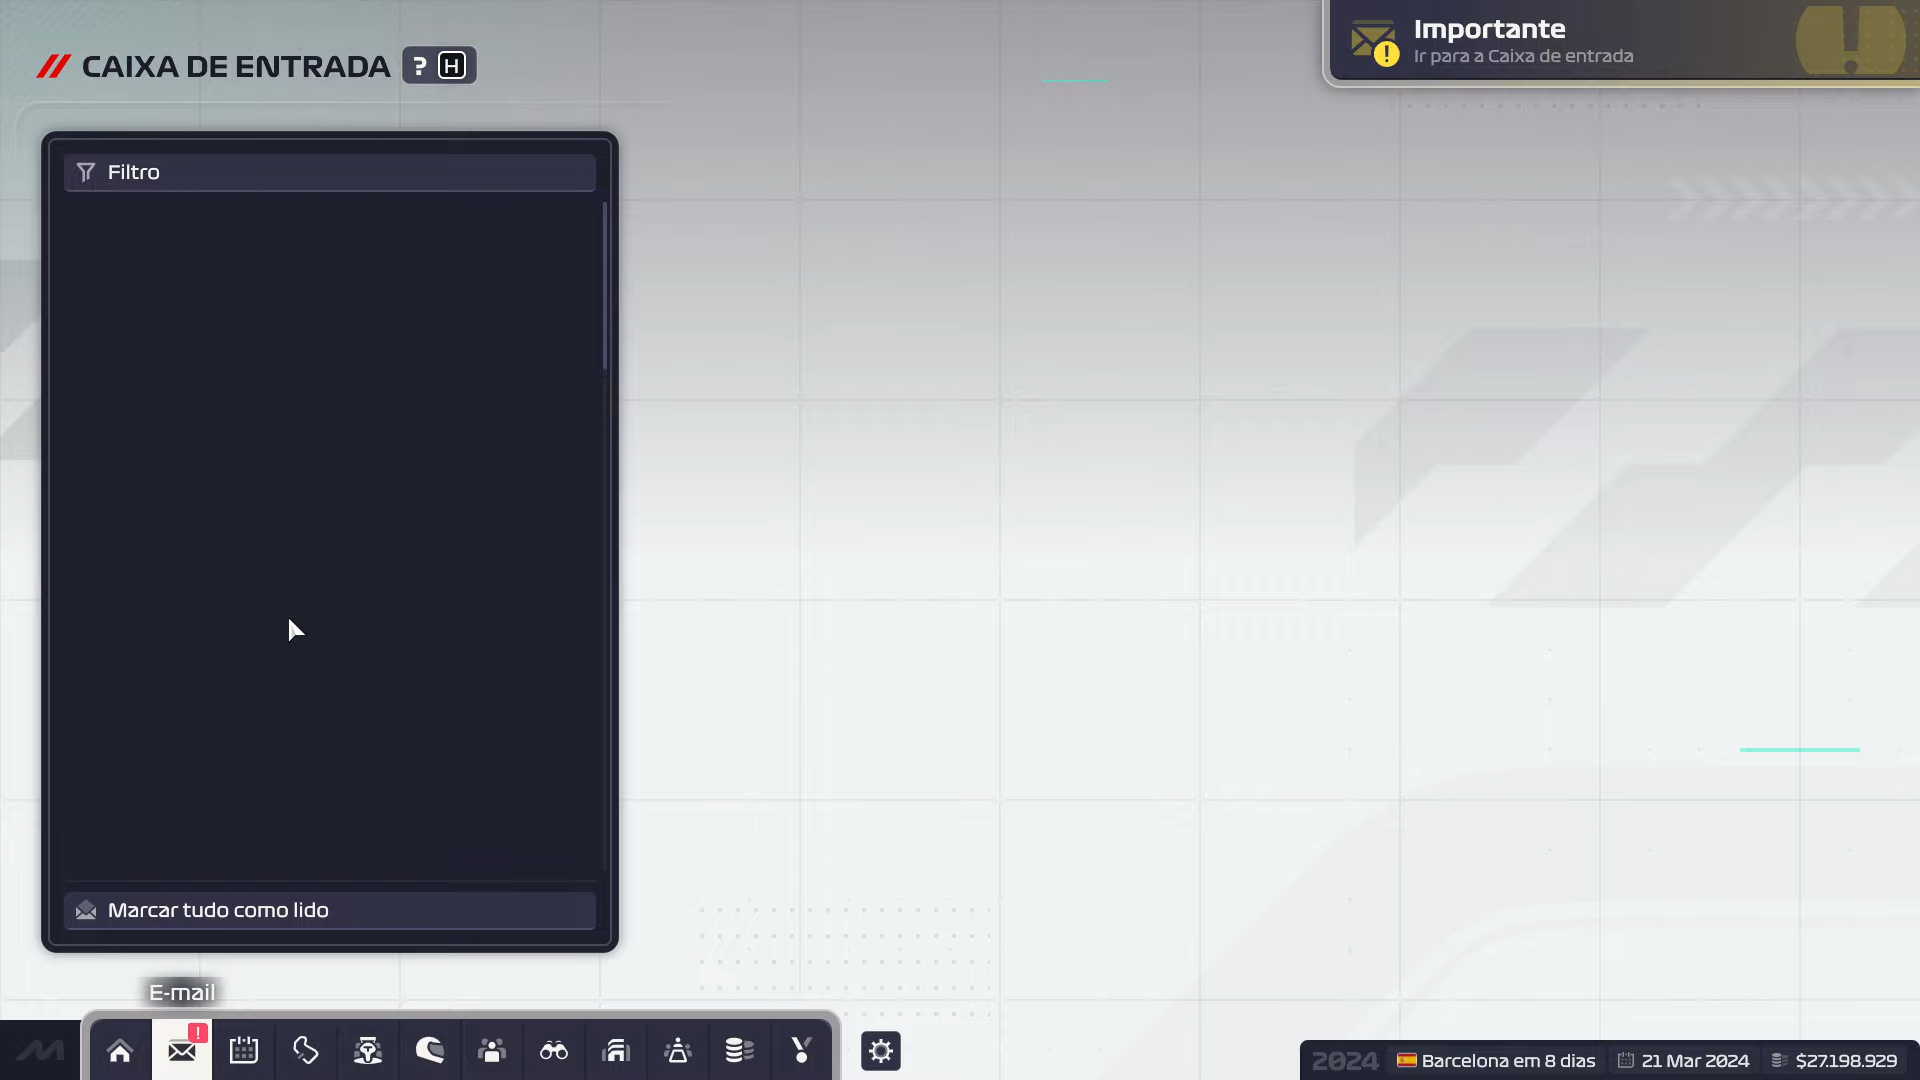 CAIXA DE ENTRADA ? H
Importante
Ir para a Caixa de entrada
Filtro
Marcar tudo como lido
E-mail
2024 Barcelona em 8 dias 21 Mar 2024 $27.198.929